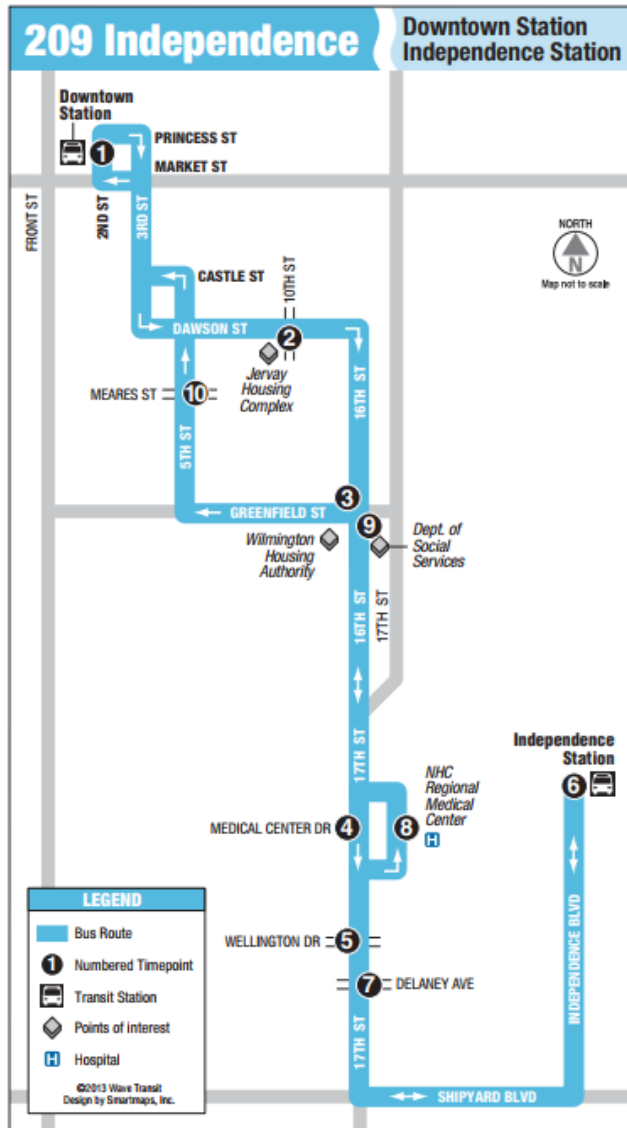 209 Independence
Downtown Station
Independence Station
Downtown
Station
1
PRINCESS ST
MARKET ST
FRONT ST
2ND ST
3RD ST
NORTH
N
Map not to scale
CASTLE ST
10TH ST
DAWSON ST
2
Jervay
Housing
Complex
16TH ST
MEARES ST
10
5TH ST
3
GREENFIELD ST
9
Wilmington
Housing
Authority
Dept. of
Social
Services
16TH ST
17TH ST
17TH ST
Independence
Station
6
NHC
Regional
Medical
Center
H
MEDICAL CENTER DR
4
8
WELLINGTON DR
5
7
DELANEY AVE
INDEPENDENCE BLVD
17TH ST
SHIPYARD BLVD
LEGEND
Bus Route
1
Numbered Timepoint
Transit Station
Points of interest
H
Hospital
©2013 Wave Transit
Design by Smartmaps, Inc.